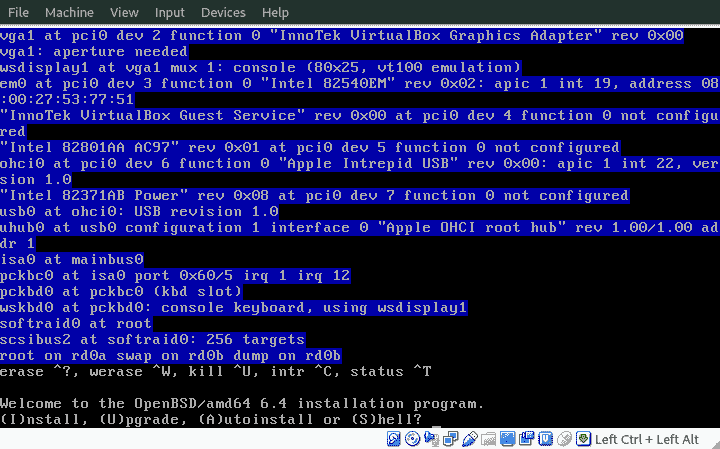 File Machine View Input Devices Help
vga1 at pci0 dev 2 function 0 "InnoTek VirtualBox Graphics Adapter" rev 0x00
vga1: aperture needed
wsdisplay1 at vga1 mux 1: console (80x25, vt100 emulation)
em0 at pci0 dev 3 function 0 "Intel 82540EM" rev 0x02: apic 1 int 19, address 08
:00:27:53:77:51
"InnoTek VirtualBox Guest Service" rev 0x00 at pci0 dev 4 function 0 not configu
red
"Intel 82801AA AC97" rev 0x01 at pci0 dev 5 function 0 not configured
ohci0 at pci0 dev 6 function 0 "Apple Intrepid USB" rev 0x00: apic 1 int 22, ver
sion 1.0
"Intel 82371AB Power" rev 0x08 at pci0 dev 7 function 0 not configured
usb0 at ohci0: USB revision 1.0
uhub0 at usb0 configuration 1 interface 0 "Apple OHCI root hub" rev 1.00/1.00 ad
dr 1
isa0 at mainbus0
pckbc0 at isa0 port 0x60/5 irq 1 irq 12
pckbd0 at pckbc0 (kbd slot)
wskbd0 at pckbd0: console keyboard, using wsdisplay1
softraid0 at root
scsibus2 at softraid0: 256 targets
root on rd0a swap on rd0b dump on rd0b
erase ^?, werase ^W, kill ^U, intr ^C, status ^T
Welcome to the OpenBSD/amd64 6.4 installation program.
(I)nstall, (U)pgrade, (A)utoinstall or (S)hell? _
Left Ctrl + Left Alt